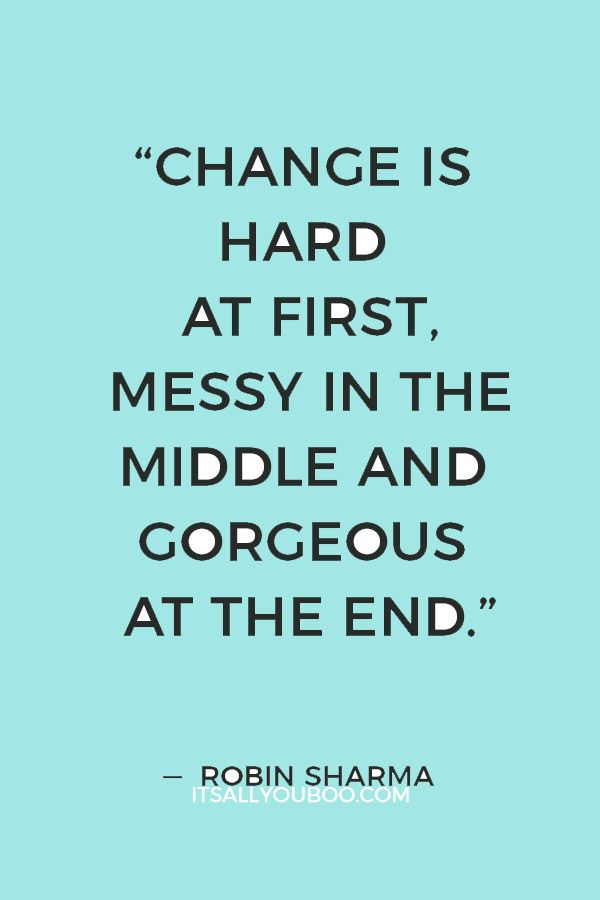 “CHANGE IS
HARD
AT FIRST,
MESSY IN THE
MIDDLE AND
GORGEOUS
AT THE END.”
— ROBIN SHARMA
ITSALLYOUBOO.COM